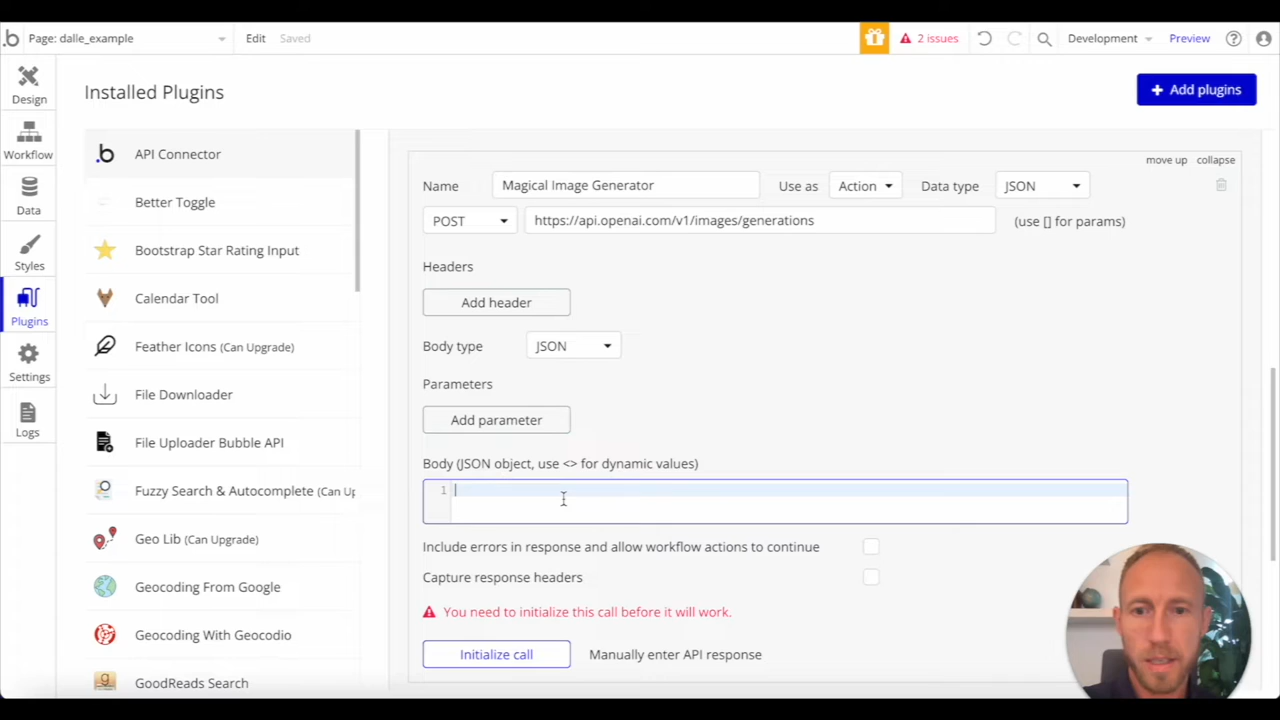 .b Page: dalle_example Edit Saved 2 issues Development Preview
Design
Workflow
Data
Styles
Plugins
Settings
Logs
Installed Plugins
+ Add plugins
.b API Connector
Better Toggle
Bootstrap Star Rating Input
Calendar Tool
Feather Icons (Can Upgrade)
File Downloader
File Uploader Bubble API
Fuzzy Search & Autocomplete (Can Up
Geo Lib (Can Upgrade)
Geocoding From Google
Geocoding With Geocodio
GoodReads Search
move up collapse
Name Magical Image Generator Use as Action Data type JSON
POST https://api.openai.com/v1/images/generations (use [] for params)
Headers
Add header
Body type JSON
Parameters
Add parameter
Body (JSON object, use <> for dynamic values)
1
Include errors in response and allow workflow actions to continue
Capture response headers
You need to initialize this call before it will work.
Initialize call Manually enter API response